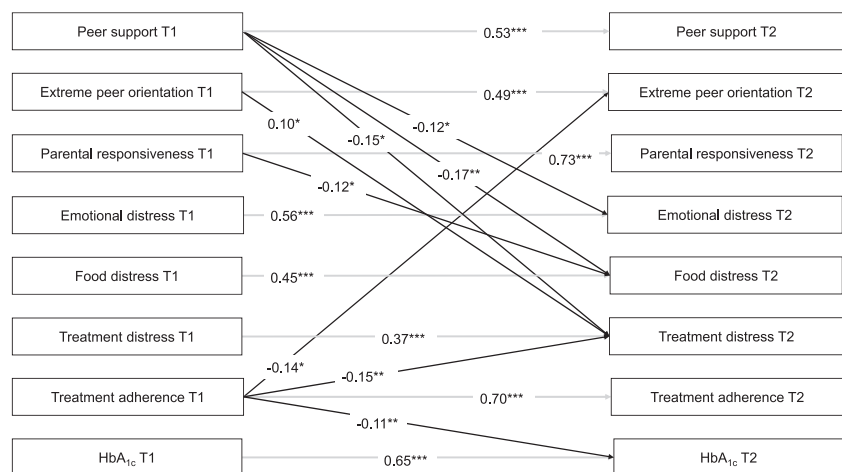 Peer support T1
0.53***
Peer support T2
Extreme peer orientation T1
0.49***
Extreme peer orientation T2
0.10*
-0.15*
-0.12*
Parental responsiveness T1
0.73***
Parental responsiveness T2
-0.12*
-0.17**
Emotional distress T1
0.56***
Emotional distress T2
Food distress T1
0.45***
Food distress T2
Treatment distress T1
0.37***
Treatment distress T2
-0.14*
-0.15**
Treatment adherence T1
0.70***
Treatment adherence T2
-0.11**
HbA1c T1
0.65***
HbA1c T2